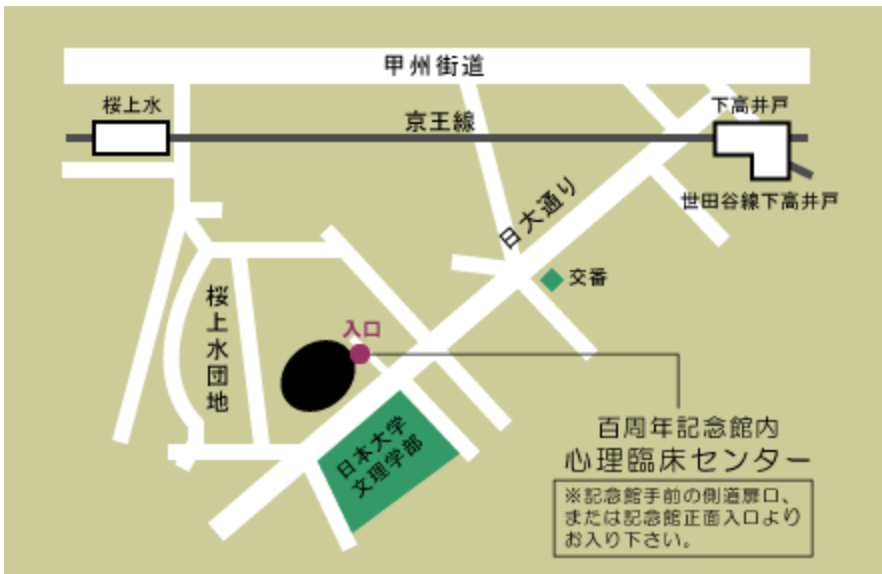 甲州街道
桜上水
京王線
下高井戸
世田谷線下高井戸
日大通り
交番
桜上水団地
入口
日本大学
文理学部
百周年記念館内
心理臨床センター
※記念館手前の側道扉口、
または記念館正面入口より
お入り下さい。